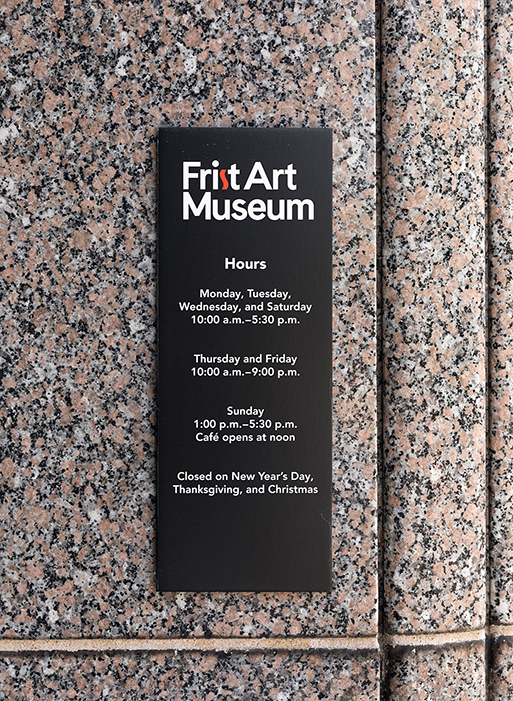 Frist Art
Museum
Hours
Monday, Tuesday,
Wednesday, and Saturday
10:00 a.m.–5:30 p.m.
Thursday and Friday
10:00 a.m.–9:00 p.m.
Sunday
1:00 p.m.–5:30 p.m.
Café opens at noon
Closed on New Year's Day,
Thanksgiving, and Christmas